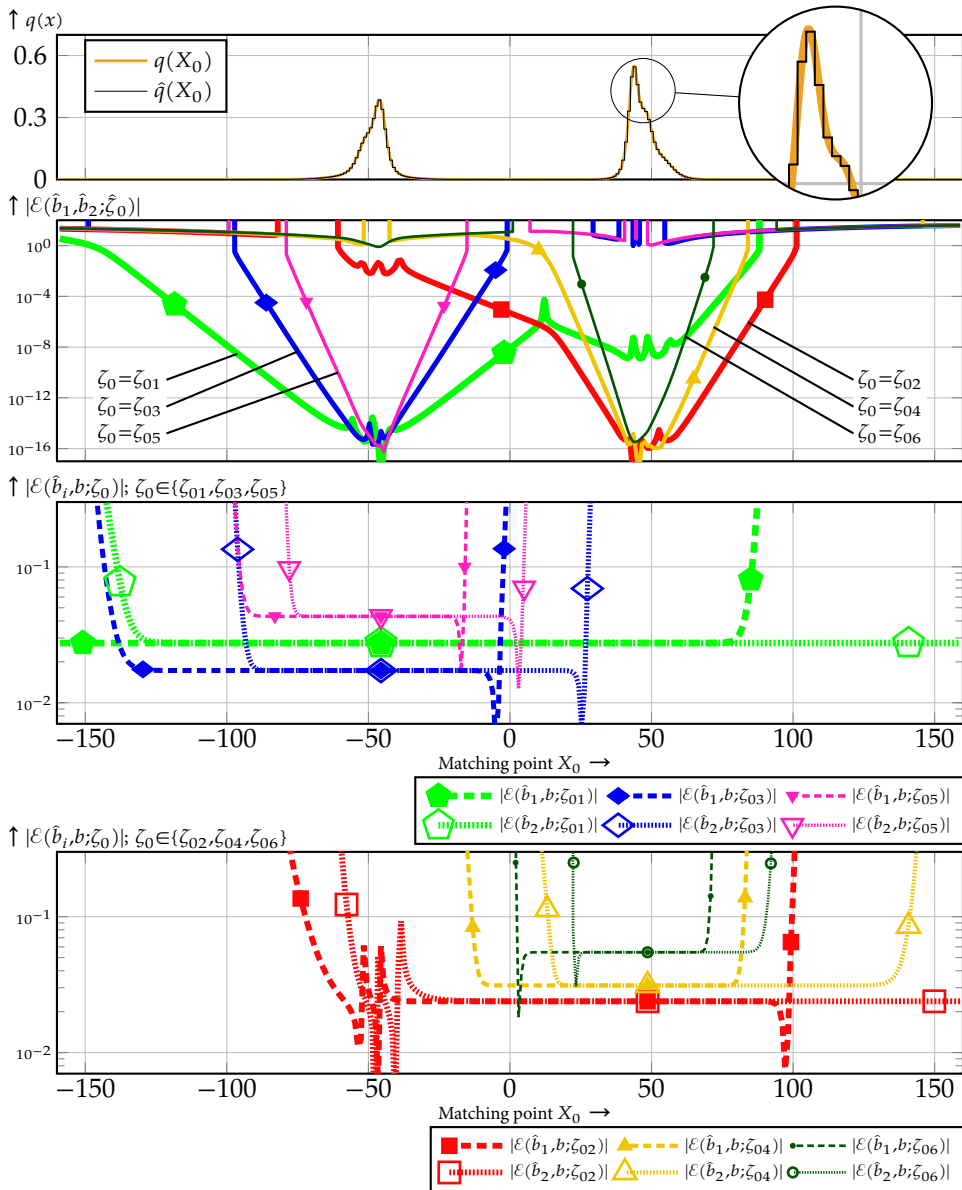 ↑ q(x)
0.6
0.3
0
q(X₀)
q̂(X₀)
↑ |ℰ(b̂₁,b̂₂;ζ̂₀)|
10⁰
10⁻⁴
10⁻⁸
10⁻¹²
10⁻¹⁶
ζ₀=ζ₀₁
ζ₀=ζ₀₃
ζ₀=ζ₀₅
ζ₀=ζ₀₂
ζ₀=ζ₀₄
ζ₀=ζ₀₆
↑ |ℰ(b̂ᵢ,b;ζ₀)|; ζ₀∈{ζ₀₁,ζ₀₃,ζ₀₅}
10⁻¹
10⁻²
−150 −100 −50 0 50 100 150
Matching point X₀ →
|ℰ(b̂₁,b;ζ₀₁)| |ℰ(b̂₁,b;ζ₀₃)| |ℰ(b̂₁,b;ζ₀₅)|
|ℰ(b̂₂,b;ζ₀₁)| |ℰ(b̂₂,b;ζ₀₃)| |ℰ(b̂₂,b;ζ₀₅)|
↑ |ℰ(b̂ᵢ,b;ζ₀)|; ζ₀∈{ζ₀₂,ζ₀₄,ζ₀₆}
10⁻¹
10⁻²
−150 −100 −50 0 50 100 150
Matching point X₀ →
|ℰ(b̂₁,b;ζ₀₂)| |ℰ(b̂₁,b;ζ₀₄)| |ℰ(b̂₁,b;ζ₀₆)|
|ℰ(b̂₂,b;ζ₀₂)| |ℰ(b̂₂,b;ζ₀₄)| |ℰ(b̂₂,b;ζ₀₆)|